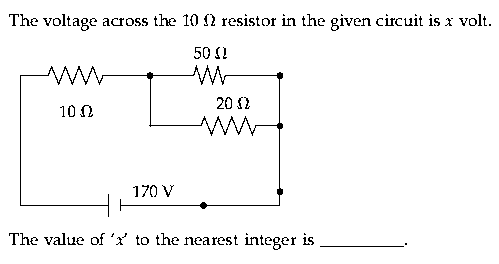 The voltage across the 10 Ω resistor in the given circuit is x volt.
50 Ω
20 Ω
10 Ω
170 V
The value of 'x' to the nearest integer is __________.